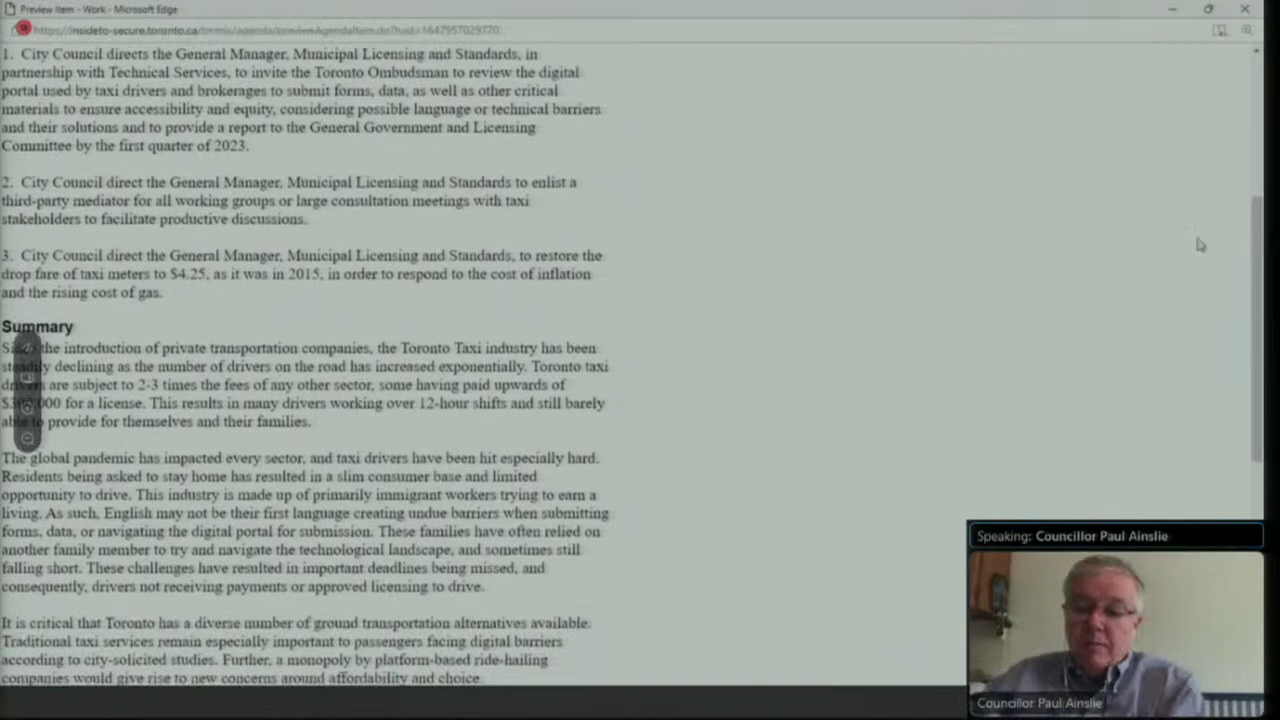 Preview Item - Work - Microsoft Edge
https://insideto-secure.toronto.ca/tmmis/agenda/previewAgendaItem.do?uid=1647957029770
1. City Council directs the General Manager, Municipal Licensing and Standards, in
partnership with Technical Services, to invite the Toronto Ombudsman to review the digital
portal used by taxi drivers and brokerages to submit forms, data, as well as other critical
materials to ensure accessibility and equity, considering possible language or technical barriers
and their solutions and to provide a report to the General Government and Licensing
Committee by the first quarter of 2023.
2. City Council direct the General Manager, Municipal Licensing and Standards to enlist a
third-party mediator for all working groups or large consultation meetings with taxi
stakeholders to facilitate productive discussions.
3. City Council direct the General Manager, Municipal Licensing and Standards, to restore the
drop fare of taxi meters to $4.25, as it was in 2015, in order to respond to the cost of inflation
and the rising cost of gas.
Summary
the introduction of private transportation companies, the Toronto Taxi industry has been
steadily declining as the number of drivers on the road has increased exponentially. Toronto taxi
drivers are subject to 2-3 times the fees of any other sector, some having paid upwards of
for a license. This results in many drivers working over 12-hour shifts and still barely
able to provide for themselves and their families.
The global pandemic has impacted every sector, and taxi drivers have been hit especially hard.
Residents being asked to stay home has resulted in a slim consumer base and limited
opportunity to drive. This industry is made up of primarily immigrant workers trying to earn a
living. As such, English may not be their first language creating undue barriers when submitting
forms, data, or navigating the digital portal for submission. These families have often relied on
another family member to try and navigate the technological landscape, and sometimes still
falling short. These challenges have resulted in important deadlines being missed, and
consequently, drivers not receiving payments or approved licensing to drive.
It is critical that Toronto has a diverse number of ground transportation alternatives available.
Traditional taxi services remain especially important to passengers facing digital barriers
according to city-solicited studies. Further, a monopoly by platform-based ride-hailing
companies would give rise to new concerns around affordability and choice.
Speaking: Councillor Paul Ainslie
Councillor Paul Ainslie